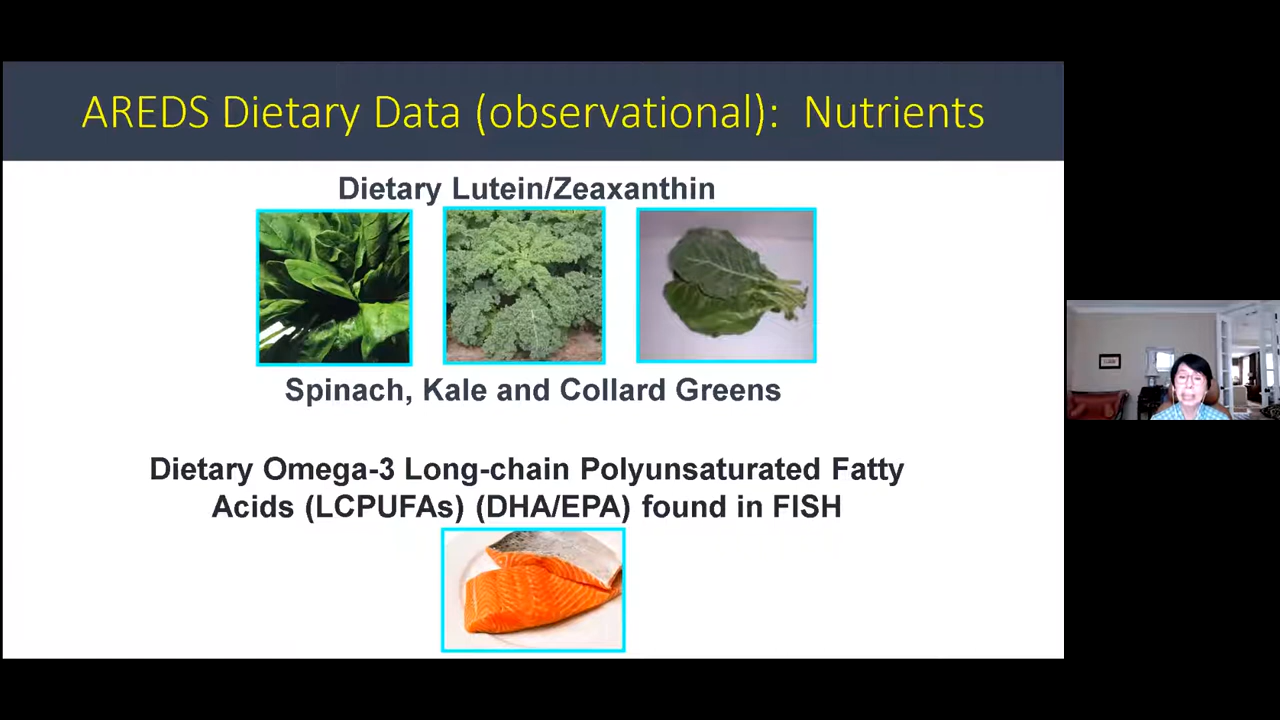 AREDS Dietary Data (observational): Nutrients
Dietary Lutein/Zeaxanthin
Spinach, Kale and Collard Greens
Dietary Omega-3 Long-chain Polyunsaturated Fatty
Acids (LCPUFAs) (DHA/EPA) found in FISH